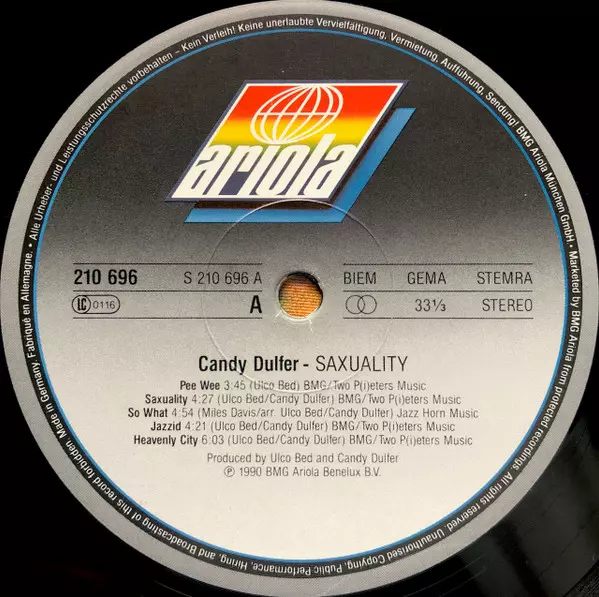 ariola
210 696
S 210 696 A
BIEM GEMA STEMRA
LC 0116
A
33⅓ STEREO
Candy Dulfer - SAXUALITY
Pee Wee 3:45 (Ulco Bed) BMG/Two P(i)eters Music
Saxuality 4:27 (Ulco Bed/Candy Dulfer) BMG/Two P(i)eters Music
So What 4:54 (Miles Davis/arr. Ulco Bed/Candy Dulfer) Jazz Horn Music
Jazzid 4:21 (Ulco Bed/Candy Dulfer) BMG/Two P(i)eters Music
Heavenly City 6:03 (Ulco Bed/Candy Dulfer) BMG/Two P(i)eters Music
Produced by Ulco Bed and Candy Dulfer
℗ 1990 BMG Ariola Benelux B.V.
Made in Germany. Fabriqué en Allemagne. • Alle Urheber- und Leistungsschutzrechte vorbehalten – Kein Verleih! Keine unerlaubte Vervielfältigung, Vermietung, Aufführung, Sendung! BMG Ariola München GmbH • Marketed by BMG Ariola from protected recordings. All rights reserved. Unauthorised Copying, Public Performance, Hiring, and Broadcasting of this record forbidden.